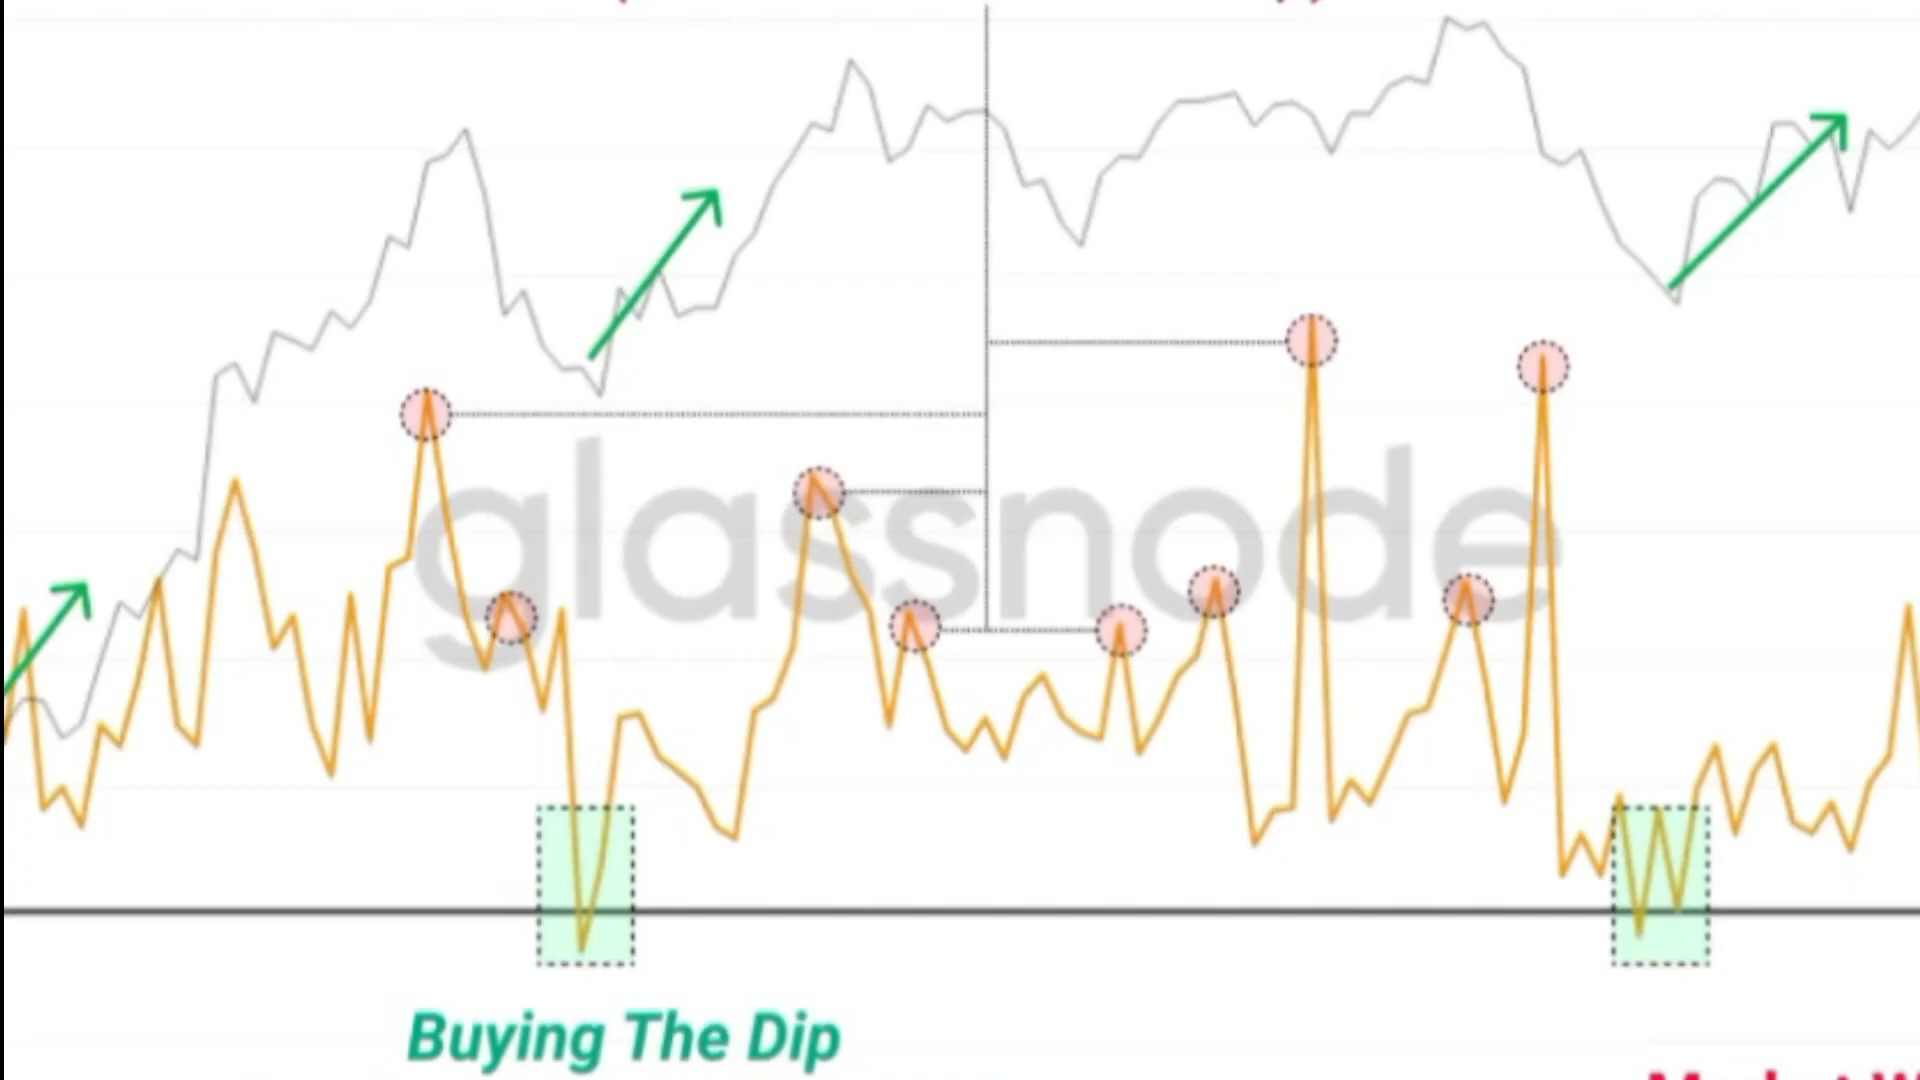 glassnode
Buying The Dip